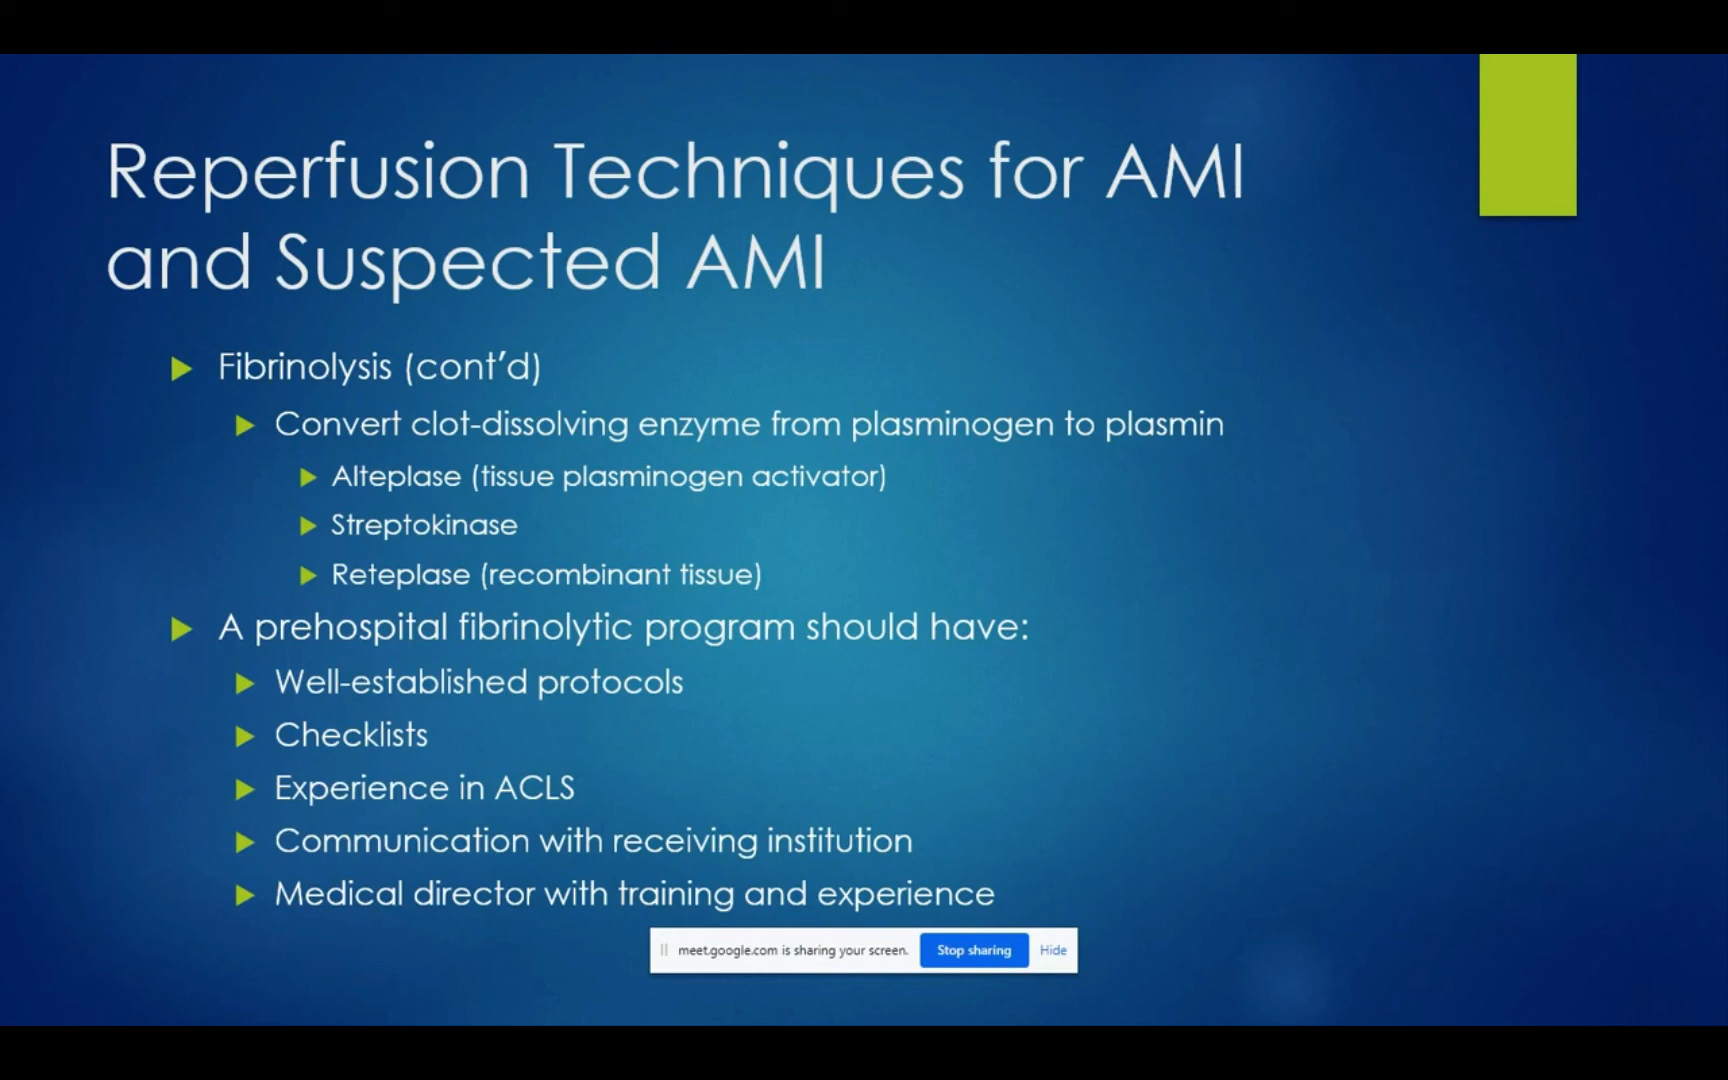 Reperfusion Techniques for AMI
and Suspected AMI
Fibrinolysis (cont’d)
Convert clot-dissolving enzyme from plasminogen to plasmin
Alteplase (tissue plasminogen activator)
Streptokinase
Reteplase (recombinant tissue)
A prehospital fibrinolytic program should have:
Well-established protocols
Checklists
Experience in ACLS
Communication with receiving institution
Medical director with training and experience
meet.google.com is sharing your screen. Stop sharing Hide